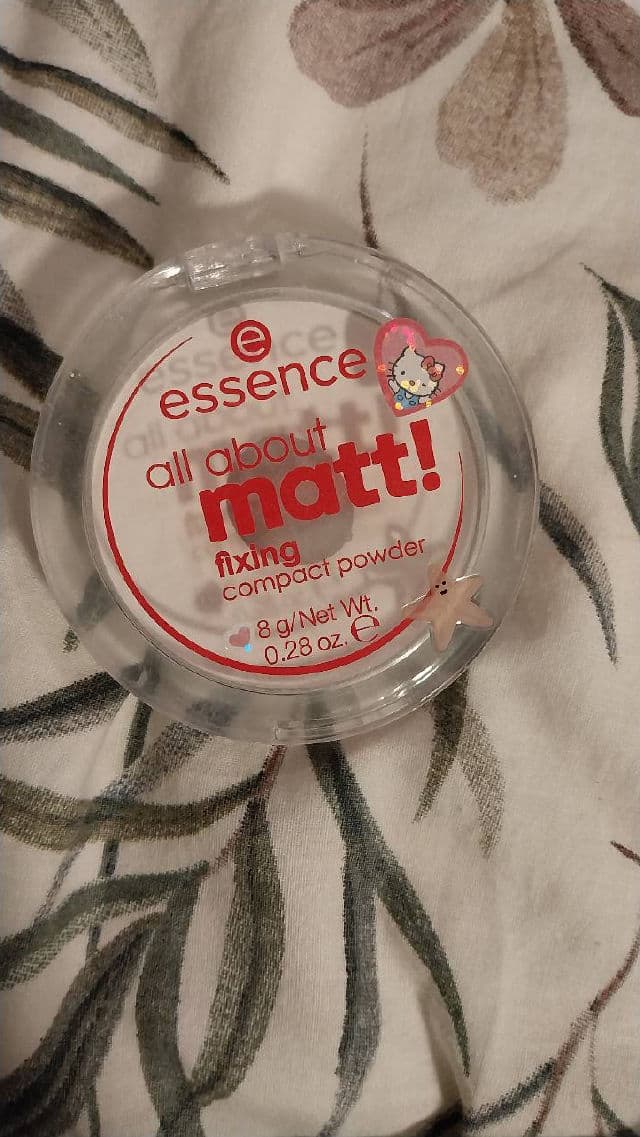 e
essence
all about
matt!
fixing
compact powder
8 g/Net Wt.
0.28 oz. ℮